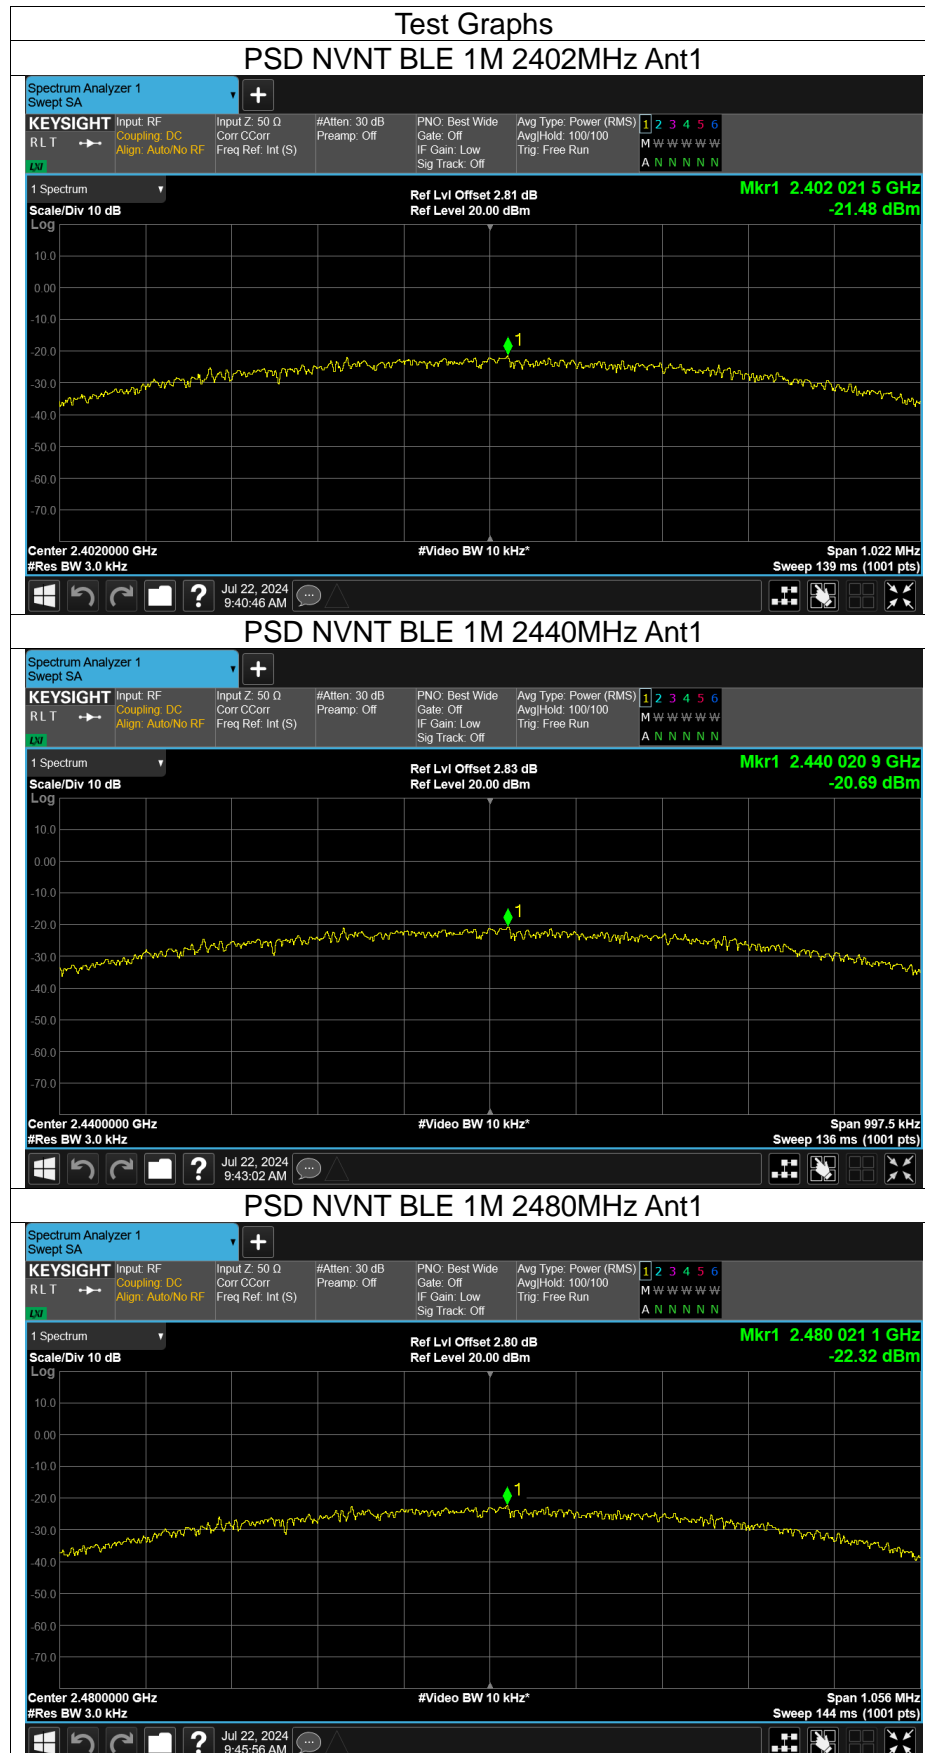 Test Graphs
PSD NVNT BLE 1M 2402MHz Ant1
Spectrum Analyzer 1
Swept SA
KEYSIGHT Input: RF Input Z: 50 Ω #Atten: 30 dB PNO: Best Wide Avg Type: Power (RMS) 1 2 3 4 5 6
RLT Coupling: DC Corr CCorr Preamp: Off Gate: Off Avg|Hold: 100/100 M W W W W W
Align: Auto/No RF Freq Ref: Int (S) IF Gain: Low Trig: Free Run
LXI Sig Track: Off A N N N N N
1 Spectrum Ref Lvl Offset 2.81 dB Mkr1 2.402 021 5 GHz
Scale/Div 10 dB Ref Level 20.00 dBm -21.48 dBm
Log
10.0
0.00
-10.0
1
-20.0
-30.0
-40.0
-50.0
-60.0
-70.0
Center 2.4020000 GHz #Video BW 10 kHz* Span 1.022 MHz
#Res BW 3.0 kHz Sweep 139 ms (1001 pts)
? Jul 22, 2024
9:40:46 AM
PSD NVNT BLE 1M 2440MHz Ant1
Spectrum Analyzer 1
Swept SA
KEYSIGHT Input: RF Input Z: 50 Ω #Atten: 30 dB PNO: Best Wide Avg Type: Power (RMS) 1 2 3 4 5 6
RLT Coupling: DC Corr CCorr Preamp: Off Gate: Off Avg|Hold: 100/100 M W W W W W
Align: Auto/No RF Freq Ref: Int (S) IF Gain: Low Trig: Free Run
LXI Sig Track: Off A N N N N N
1 Spectrum Ref Lvl Offset 2.83 dB Mkr1 2.440 020 9 GHz
Scale/Div 10 dB Ref Level 20.00 dBm -20.69 dBm
Log
10.0
0.00
-10.0
1
-20.0
-30.0
-40.0
-50.0
-60.0
-70.0
Center 2.4400000 GHz #Video BW 10 kHz* Span 997.5 kHz
#Res BW 3.0 kHz Sweep 136 ms (1001 pts)
? Jul 22, 2024
9:43:02 AM
PSD NVNT BLE 1M 2480MHz Ant1
Spectrum Analyzer 1
Swept SA
KEYSIGHT Input: RF Input Z: 50 Ω #Atten: 30 dB PNO: Best Wide Avg Type: Power (RMS) 1 2 3 4 5 6
RLT Coupling: DC Corr CCorr Preamp: Off Gate: Off Avg|Hold: 100/100 M W W W W W
Align: Auto/No RF Freq Ref: Int (S) IF Gain: Low Trig: Free Run
LXI Sig Track: Off A N N N N N
1 Spectrum Ref Lvl Offset 2.80 dB Mkr1 2.480 021 1 GHz
Scale/Div 10 dB Ref Level 20.00 dBm -22.32 dBm
Log
10.0
0.00
-10.0
1
-20.0
-30.0
-40.0
-50.0
-60.0
-70.0
Center 2.4800000 GHz #Video BW 10 kHz* Span 1.056 MHz
#Res BW 3.0 kHz Sweep 144 ms (1001 pts)
? Jul 22, 2024
9:45:56 AM